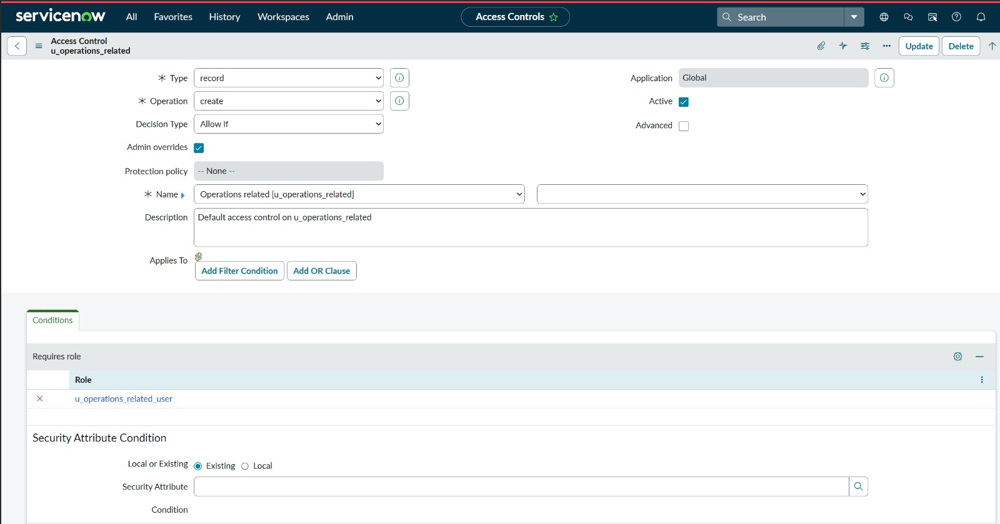 servicenow All Favorites History Workspaces Admin Access Controls Search
Access Control
u_operations_related
Update Delete
Type record Application Global
Operation create Active
Decision Type Allow If Advanced
Admin overrides
Protection policy -- None --
Name Operations related [u_operations_related]
Description Default access control on u_operations_related
Applies To
Add Filter Condition Add OR Clause
Conditions
Requires role
Role
u_operations_related_user
Security Attribute Condition
Local or Existing Existing Local
Security Attribute
Condition